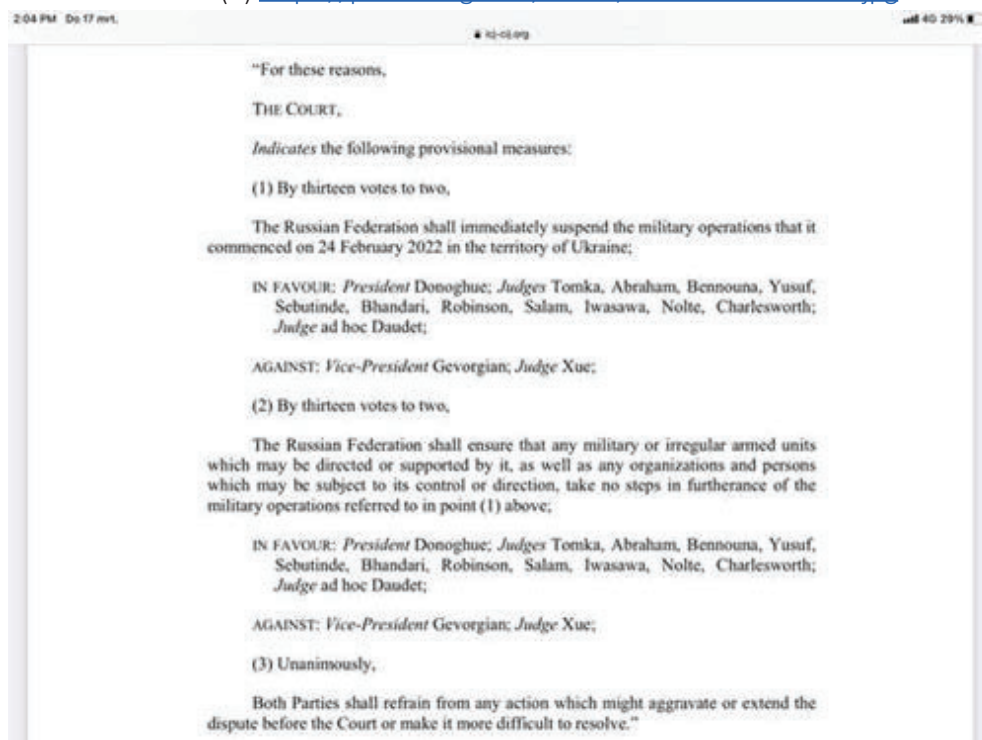 2:04 PM Do 17 mrt.
4G 29%
icj-cij.org
“For these reasons,
THE COURT,
Indicates the following provisional measures:
(1) By thirteen votes to two,
The Russian Federation shall immediately suspend the military operations that it
commenced on 24 February 2022 in the territory of Ukraine;
IN FAVOUR: President Donoghue; Judges Tomka, Abraham, Bennouna, Yusuf,
Sebutinde, Bhandari, Robinson, Salam, Iwasawa, Nolte, Charlesworth;
Judge ad hoc Daudet;
AGAINST: Vice-President Gevorgian; Judge Xue;
(2) By thirteen votes to two,
The Russian Federation shall ensure that any military or irregular armed units
which may be directed or supported by it, as well as any organizations and persons
which may be subject to its control or direction, take no steps in furtherance of the
military operations referred to in point (1) above;
IN FAVOUR: President Donoghue; Judges Tomka, Abraham, Bennouna, Yusuf,
Sebutinde, Bhandari, Robinson, Salam, Iwasawa, Nolte, Charlesworth;
Judge ad hoc Daudet;
AGAINST: Vice-President Gevorgian; Judge Xue;
(3) Unanimously,
Both Parties shall refrain from any action which might aggravate or extend the
dispute before the Court or make it more difficult to resolve.”